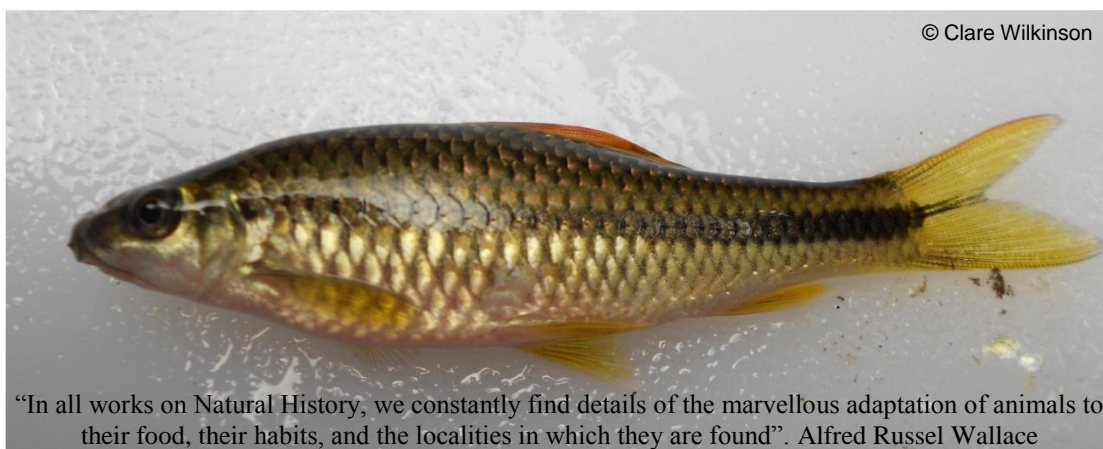 © Clare Wilkinson
“In all works on Natural History, we constantly find details of the marvellous adaptation of animals to
their food, their habits, and the localities in which they are found”. Alfred Russel Wallace